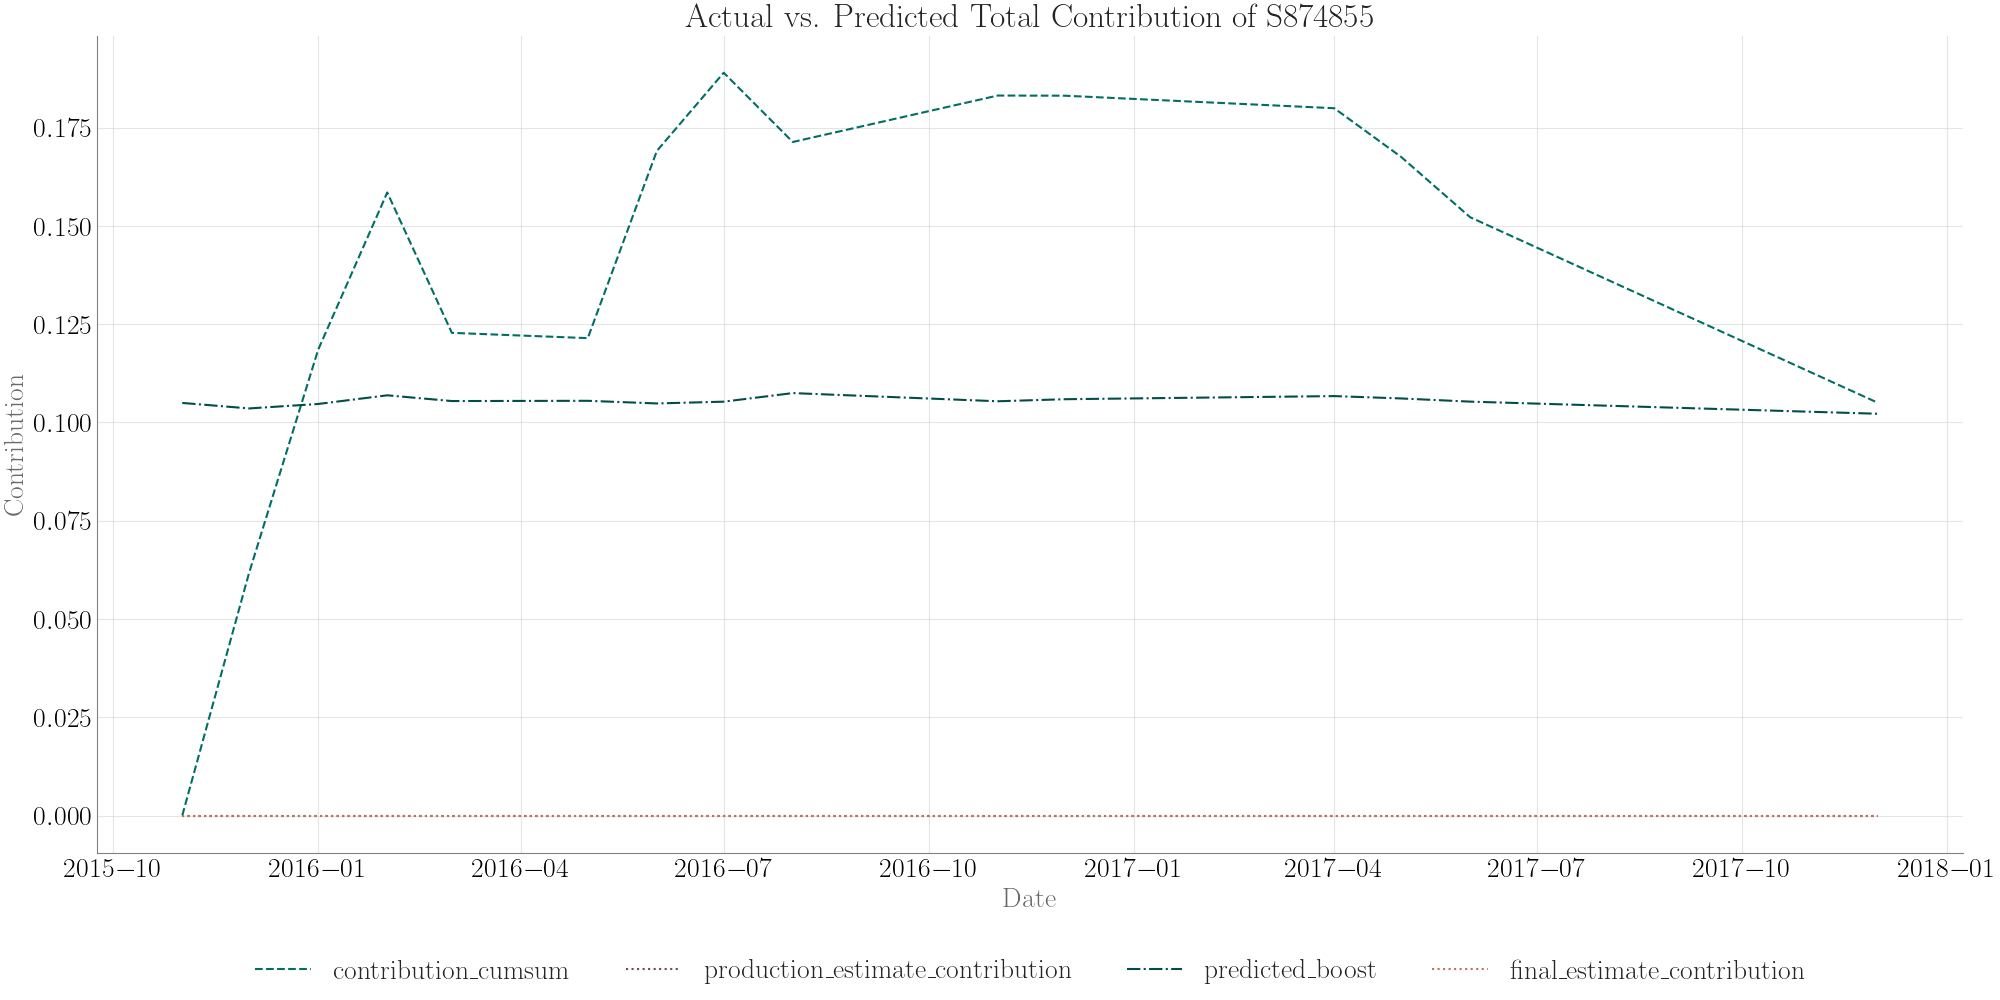 Actual vs. Predicted Total Contribution of S874855
Contribution
0.175
0.150
0.125
0.100
0.075
0.050
0.025
0.000
2015−10 2016−01 2016−04 2016−07 2016−10 2017−01 2017−04 2017−07 2017−10 2018−01
Date
contribution_cumsum production_estimate_contribution predicted_boost final_estimate_contribution